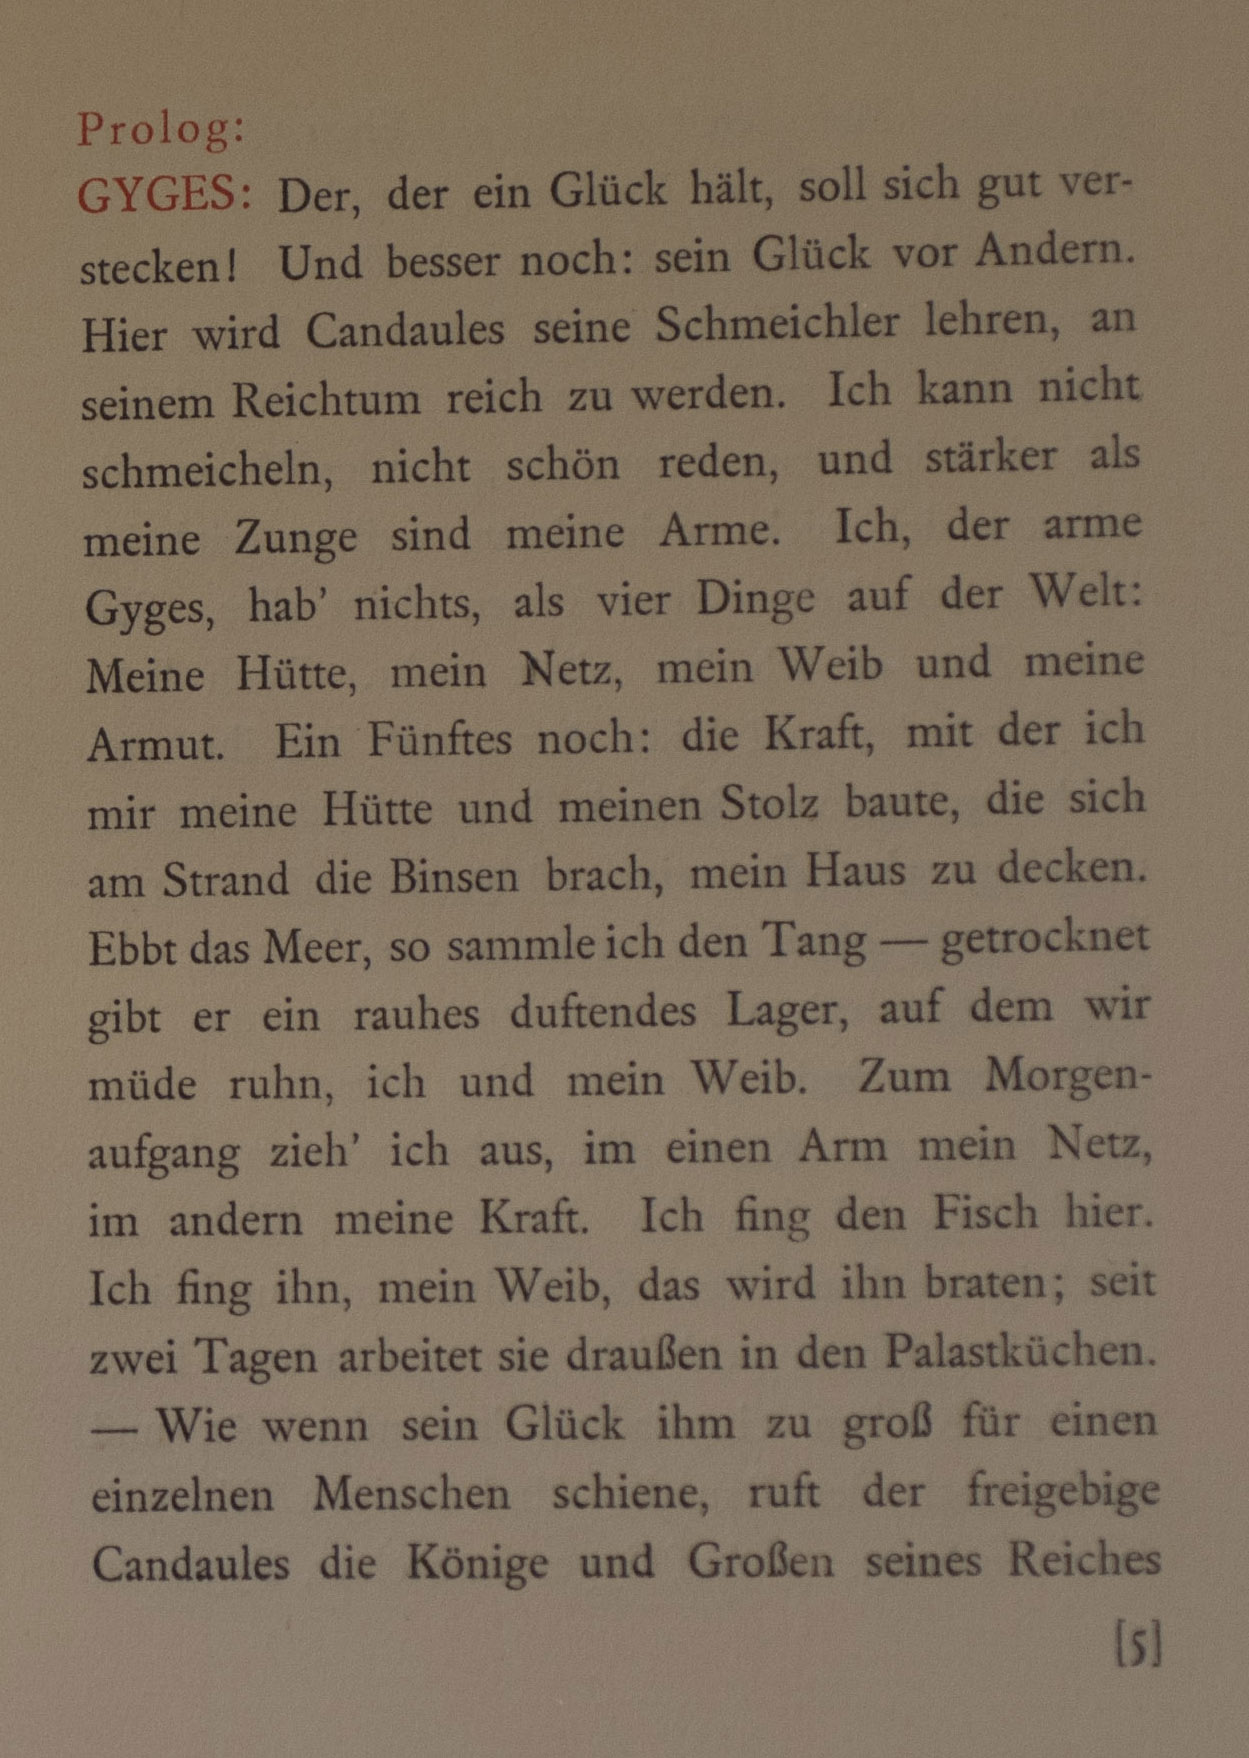 Prolog:
GYGES: Der, der ein Glück hält, soll sich gut ver-
stecken! Und besser noch: sein Glück vor Andern.
Hier wird Candaules seine Schmeichler lehren, an
seinem Reichtum reich zu werden. Ich kann nicht
schmeicheln, nicht schön reden, und stärker als
meine Zunge sind meine Arme. Ich, der arme
Gyges, hab’ nichts, als vier Dinge auf der Welt:
Meine Hütte, mein Netz, mein Weib und meine
Armut. Ein Fünftes noch: die Kraft, mit der ich
mir meine Hütte und meinen Stolz baute, die sich
am Strand die Binsen brach, mein Haus zu decken.
Ebbt das Meer, so sammle ich den Tang — getrocknet
gibt er ein rauhes duftendes Lager, auf dem wir
müde ruhn, ich und mein Weib. Zum Morgen-
aufgang zieh’ ich aus, im einen Arm mein Netz,
im andern meine Kraft. Ich fing den Fisch hier.
Ich fing ihn, mein Weib, das wird ihn braten; seit
zwei Tagen arbeitet sie draußen in den Palastküchen.
— Wie wenn sein Glück ihm zu groß für einen
einzelnen Menschen schiene, ruft der freigebige
Candaules die Könige und Großen seines Reiches
[5]